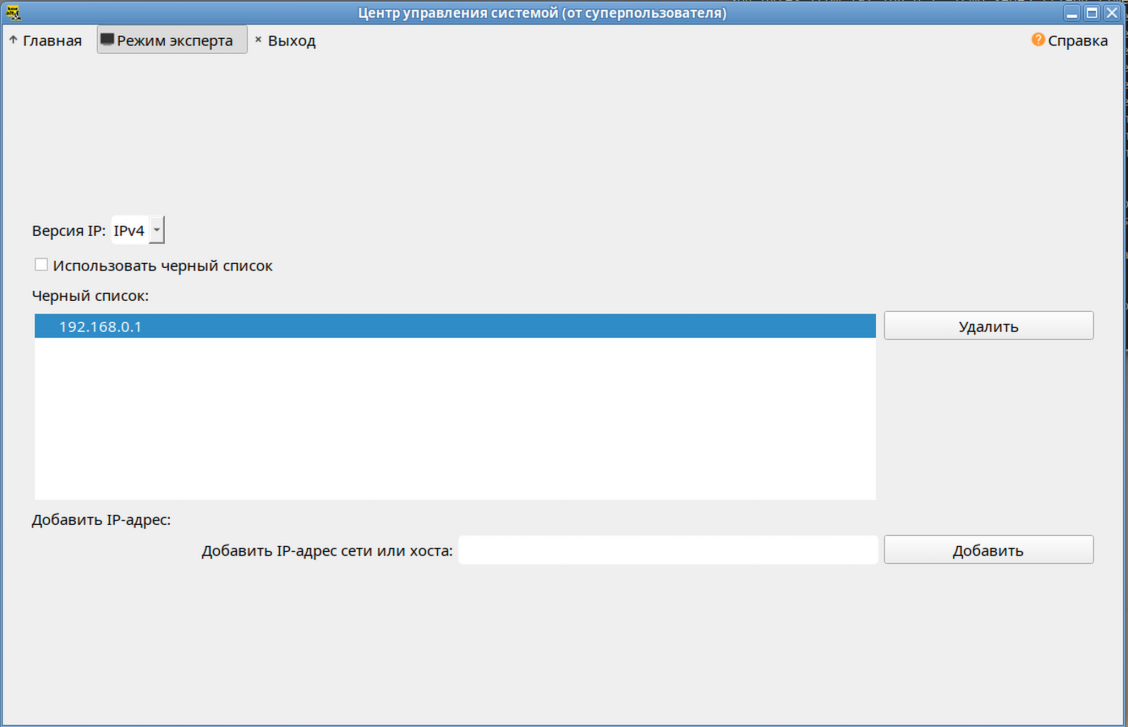 Центр управления системой (от суперпользователя)
Главная Режим эксперта Выход Справка
Версия IP: IPv4
Использовать черный список
Черный список:
192.168.0.1 Удалить
Добавить IP-адрес:
Добавить IP-адрес сети или хоста: Добавить